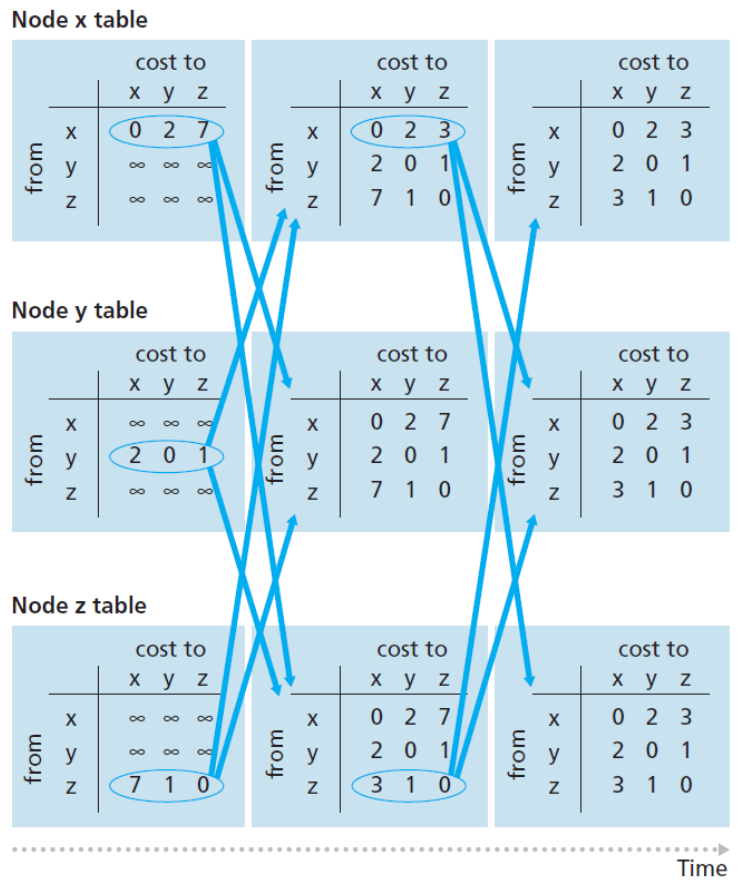 Node x table
cost to cost to cost to
x y z x y z x y z
x 0 2 7 x 0 2 3 x 0 2 3
from y ∞ ∞ ∞ from y 2 0 1 from y 2 0 1
z ∞ ∞ ∞ z 7 1 0 z 3 1 0
Node y table
cost to cost to cost to
x y z x y z x y z
x ∞ ∞ ∞ x 0 2 7 x 0 2 3
from y 2 0 1 from y 2 0 1 from y 2 0 1
z ∞ ∞ ∞ z 7 1 0 z 3 1 0
Node z table
cost to cost to cost to
x y z x y z x y z
x ∞ ∞ ∞ x 0 2 7 x 0 2 3
from y ∞ ∞ ∞ from y 2 0 1 from y 2 0 1
z 7 1 0 z 3 1 0 z 3 1 0
Time